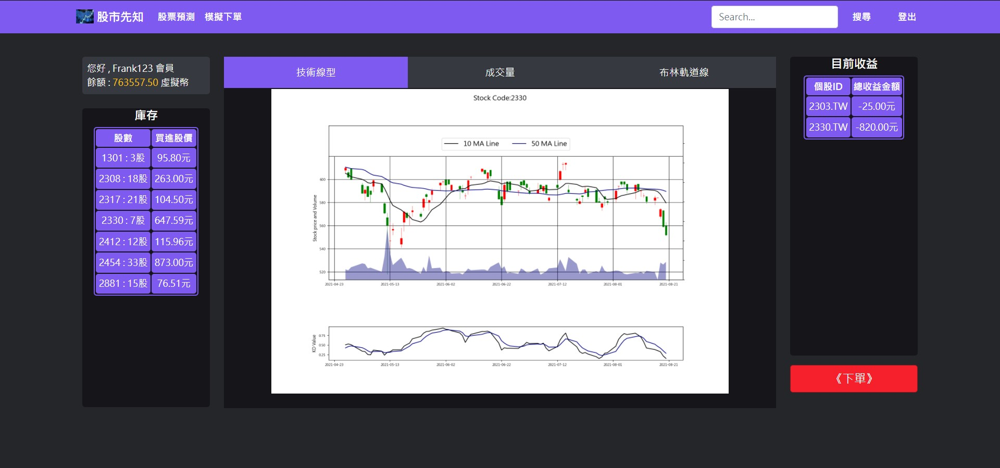 股市先知 股票預測 模擬下單 Search... 搜尋 登出
您好 , Frank123 會員
餘額 : 763557.50 虛擬幣
庫存
股數 買進股價
1301 : 3股 95.80元
2308 : 18股 263.00元
2317 : 21股 104.50元
2330 : 7股 647.59元
2412 : 12股 115.96元
2454 : 33股 873.00元
2881 : 15股 76.51元
技術線型 成交量 布林軌道線
Stock Code:2330
10 MA Line 50 MA Line
Stock price and Volume
600
580
560
540
520
2021-04-23 2021-05-13 2021-06-02 2021-06-22 2021-07-12 2021-08-01 2021-08-21
KD Value
0.75
0.50
0.25
2021-04-23 2021-05-13 2021-06-02 2021-06-22 2021-07-12 2021-08-01 2021-08-21
目前收益
個股ID 總收益金額
2303.TW -25.00元
2330.TW -820.00元
《下單》